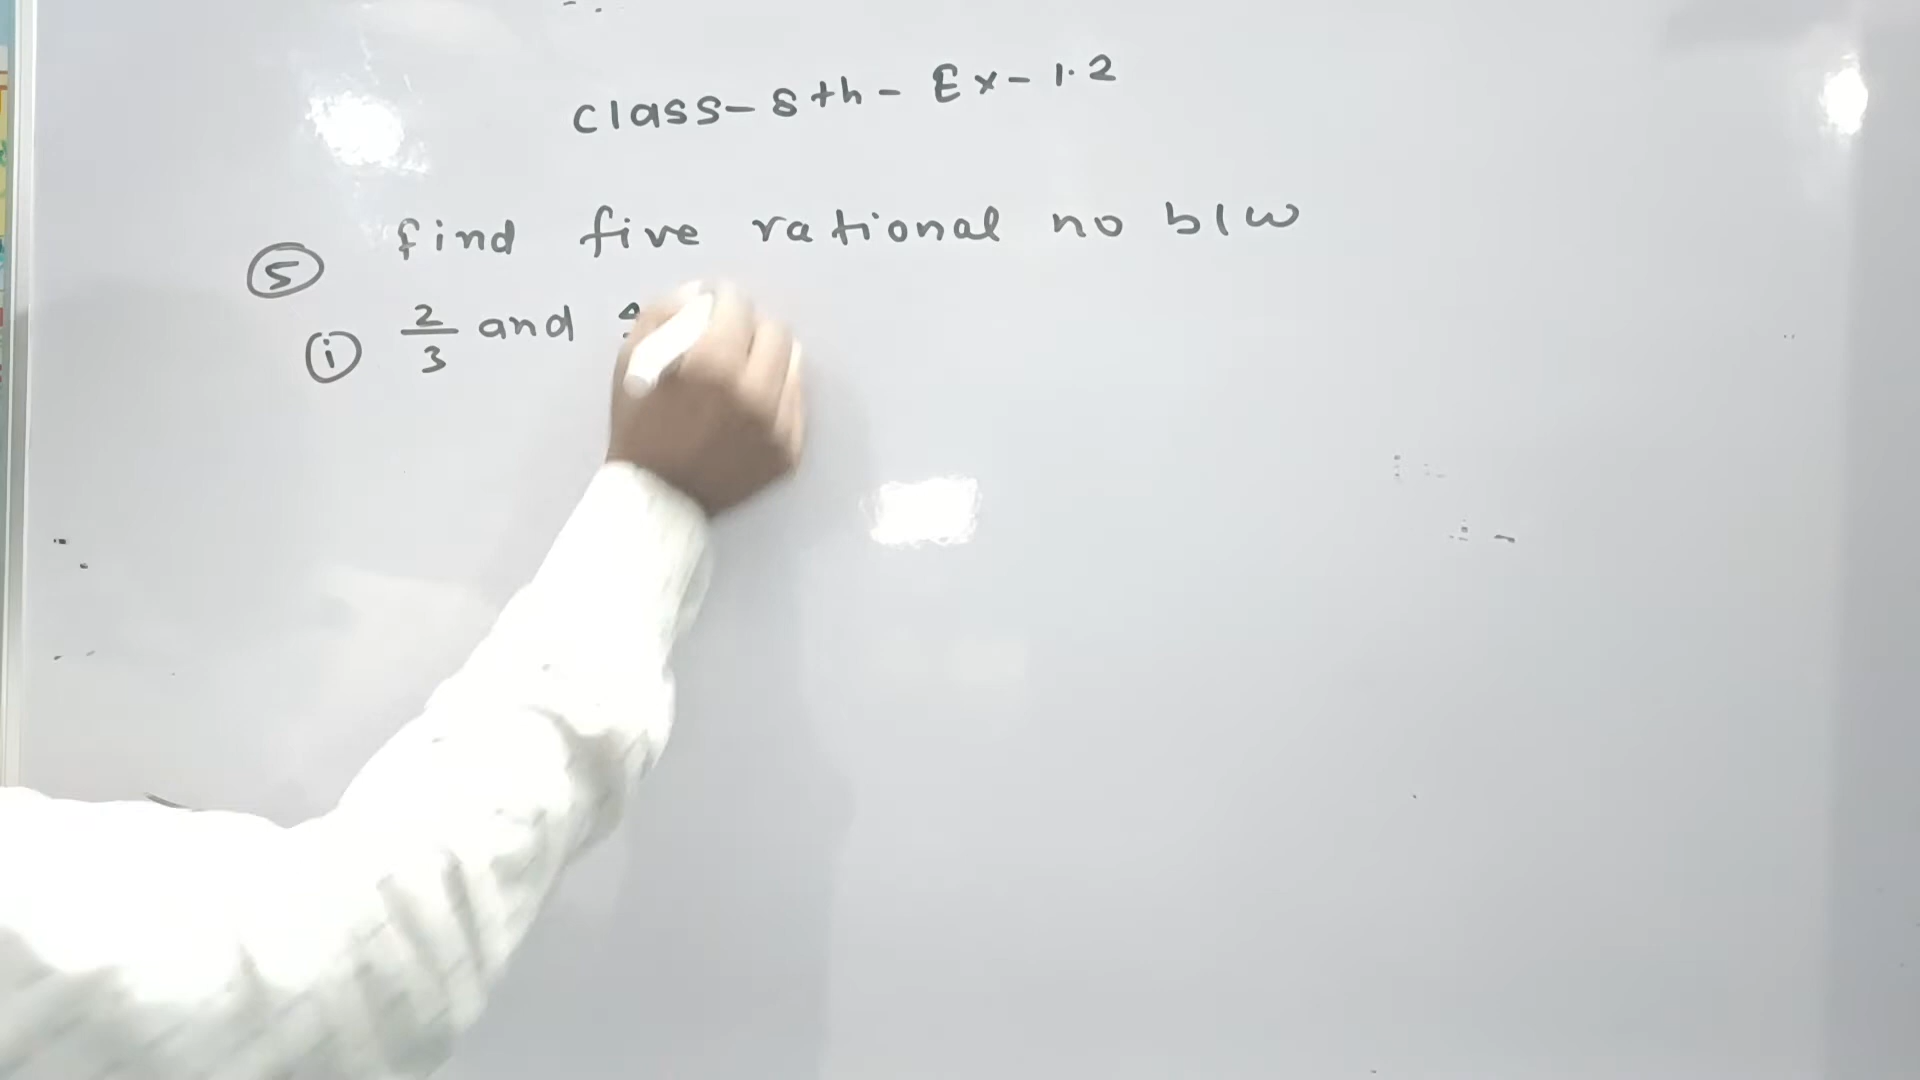 Class-8th-Ex-1.2
⑤ find five rational no b/w
ⓘ 2/3 and